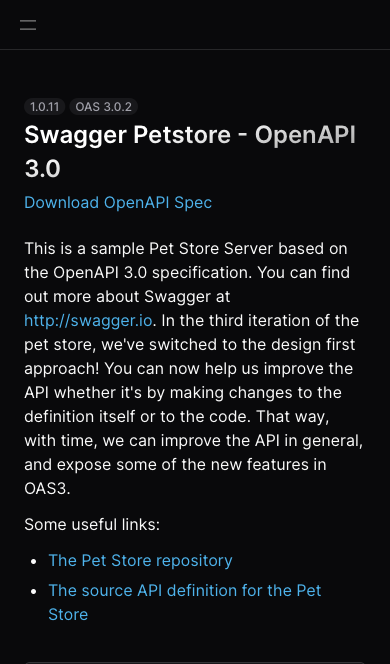 1.0.11 OAS 3.0.2
Swagger Petstore - OpenAPI
3.0
Download OpenAPI Spec
This is a sample Pet Store Server based on
the OpenAPI 3.0 specification. You can find
out more about Swagger at
http://swagger.io. In the third iteration of the
pet store, we've switched to the design first
approach! You can now help us improve the
API whether it's by making changes to the
definition itself or to the code. That way,
with time, we can improve the API in general,
and expose some of the new features in
OAS3.
Some useful links:
• The Pet Store repository
• The source API definition for the Pet
Store